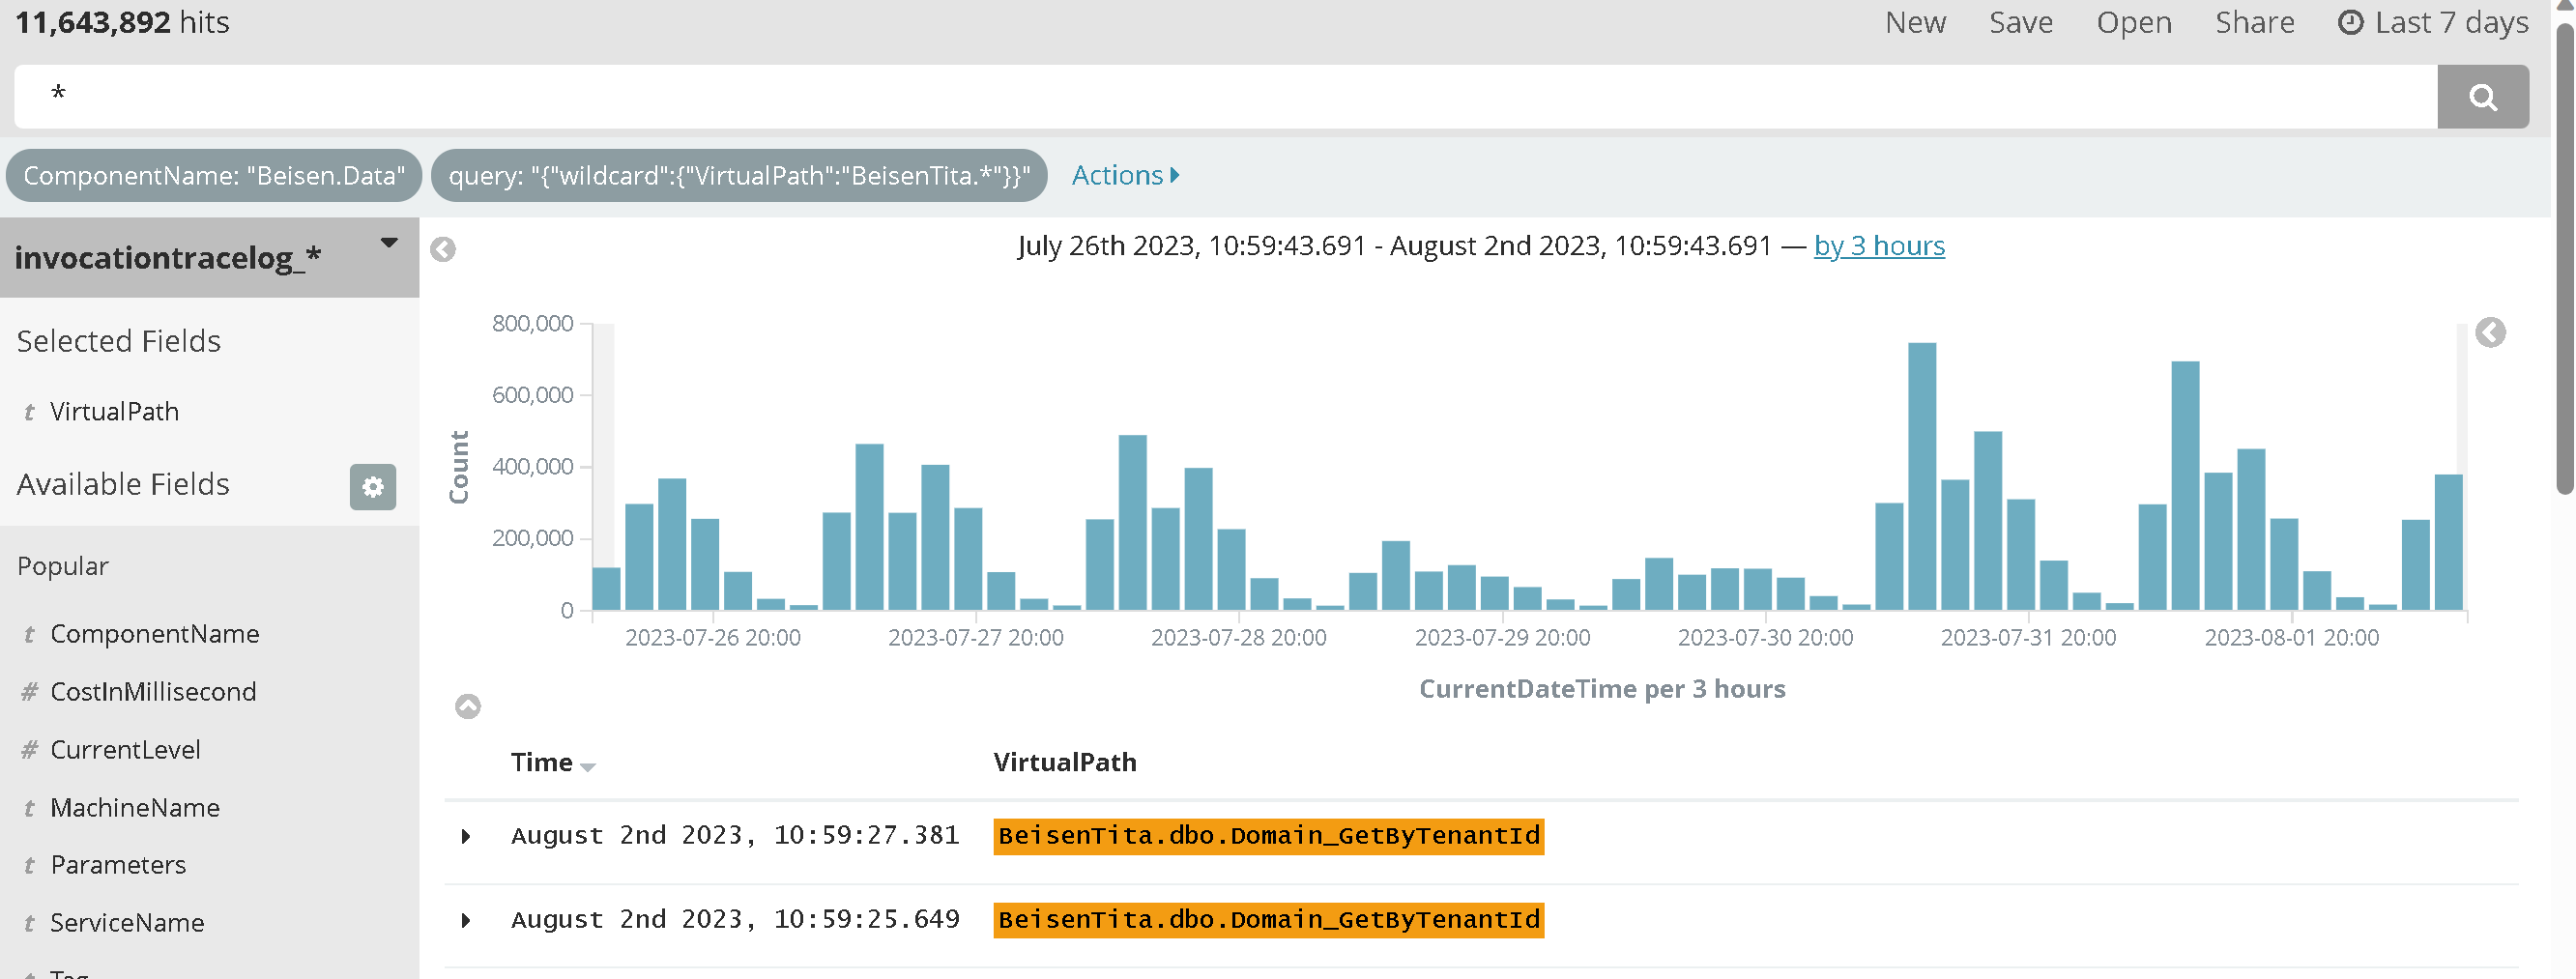 11,643,892 hits
New Save Open Share Last 7 days
*
ComponentName: "Beisen.Data" query: "{"wildcard":{"VirtualPath":"BeisenTita.*"}}" Actions
invocationtracelog_*
Selected Fields
t VirtualPath
Available Fields
Popular
t ComponentName
# CostInMillisecond
# CurrentLevel
t MachineName
t Parameters
t ServiceName
t Tag
July 26th 2023, 10:59:43.691 - August 2nd 2023, 10:59:43.691 — by 3 hours
Count
800,000
600,000
400,000
200,000
0
2023-07-26 20:00 2023-07-27 20:00 2023-07-28 20:00 2023-07-29 20:00 2023-07-30 20:00 2023-07-31 20:00 2023-08-01 20:00
CurrentDateTime per 3 hours
Time VirtualPath
August 2nd 2023, 10:59:27.381 BeisenTita.dbo.Domain_GetByTenantId
August 2nd 2023, 10:59:25.649 BeisenTita.dbo.Domain_GetByTenantId